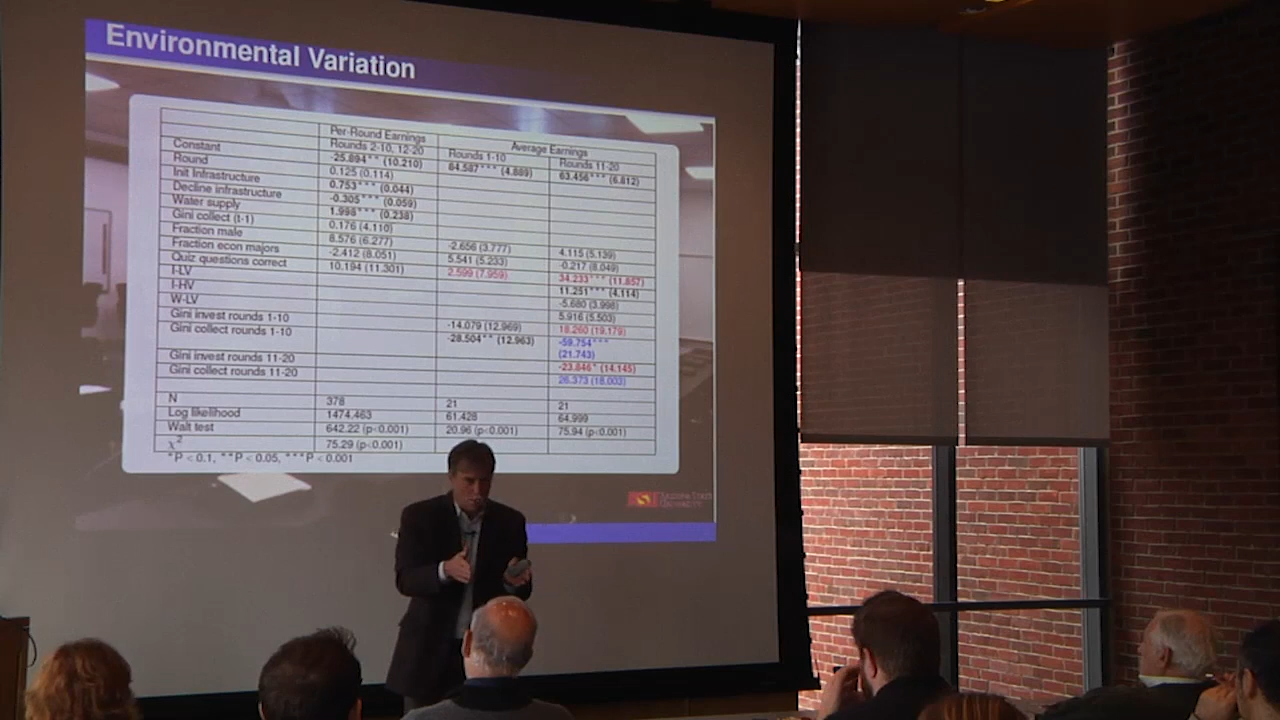 Environmental Variation
Per-Round Earnings Average Earnings
Rounds 2-10, 12-20 Rounds 1-10 Rounds 11-20
Constant -25.894** (10.210) 64.587*** (4.889) 63.456*** (6.812)
Round 0.125 (0.114)
Init Infrastructure 0.753*** (0.044)
Decline infrastructure -0.305*** (0.059)
Water supply 1.998*** (0.238)
Gini collect (t-1) 0.176 (4.110)
Fraction male 8.576 (6.277) -2.656 (3.777) 4.115 (5.139)
Fraction econ majors -2.412 (8.051) 5.541 (5.233) -0.217 (8.049)
Quiz questions correct 10.194 (11.301) 2.599 (7.959) 34.233*** (11.857)
I-LV 11.251*** (4.114)
I-HV -5.680 (3.998)
W-LV 5.916 (5.503)
Gini invest rounds 1-10 -14.079 (12.969) 18.260 (19.179)
Gini collect rounds 1-10 -28.504** (12.963) -59.754***
(21.743)
Gini invest rounds 11-20 -23.846* (14.145)
Gini collect rounds 11-20 26.373 (18.003)
N 378 21 21
Log likelihood 1474.463 61.428 64.999
Walt test 642.22 (p<0.001) 20.96 (p<0.001) 75.94 (p<0.001)
χ² 75.29 (p<0.001)
*P < 0.1, **P < 0.05, ***P < 0.001
Arizona State
University